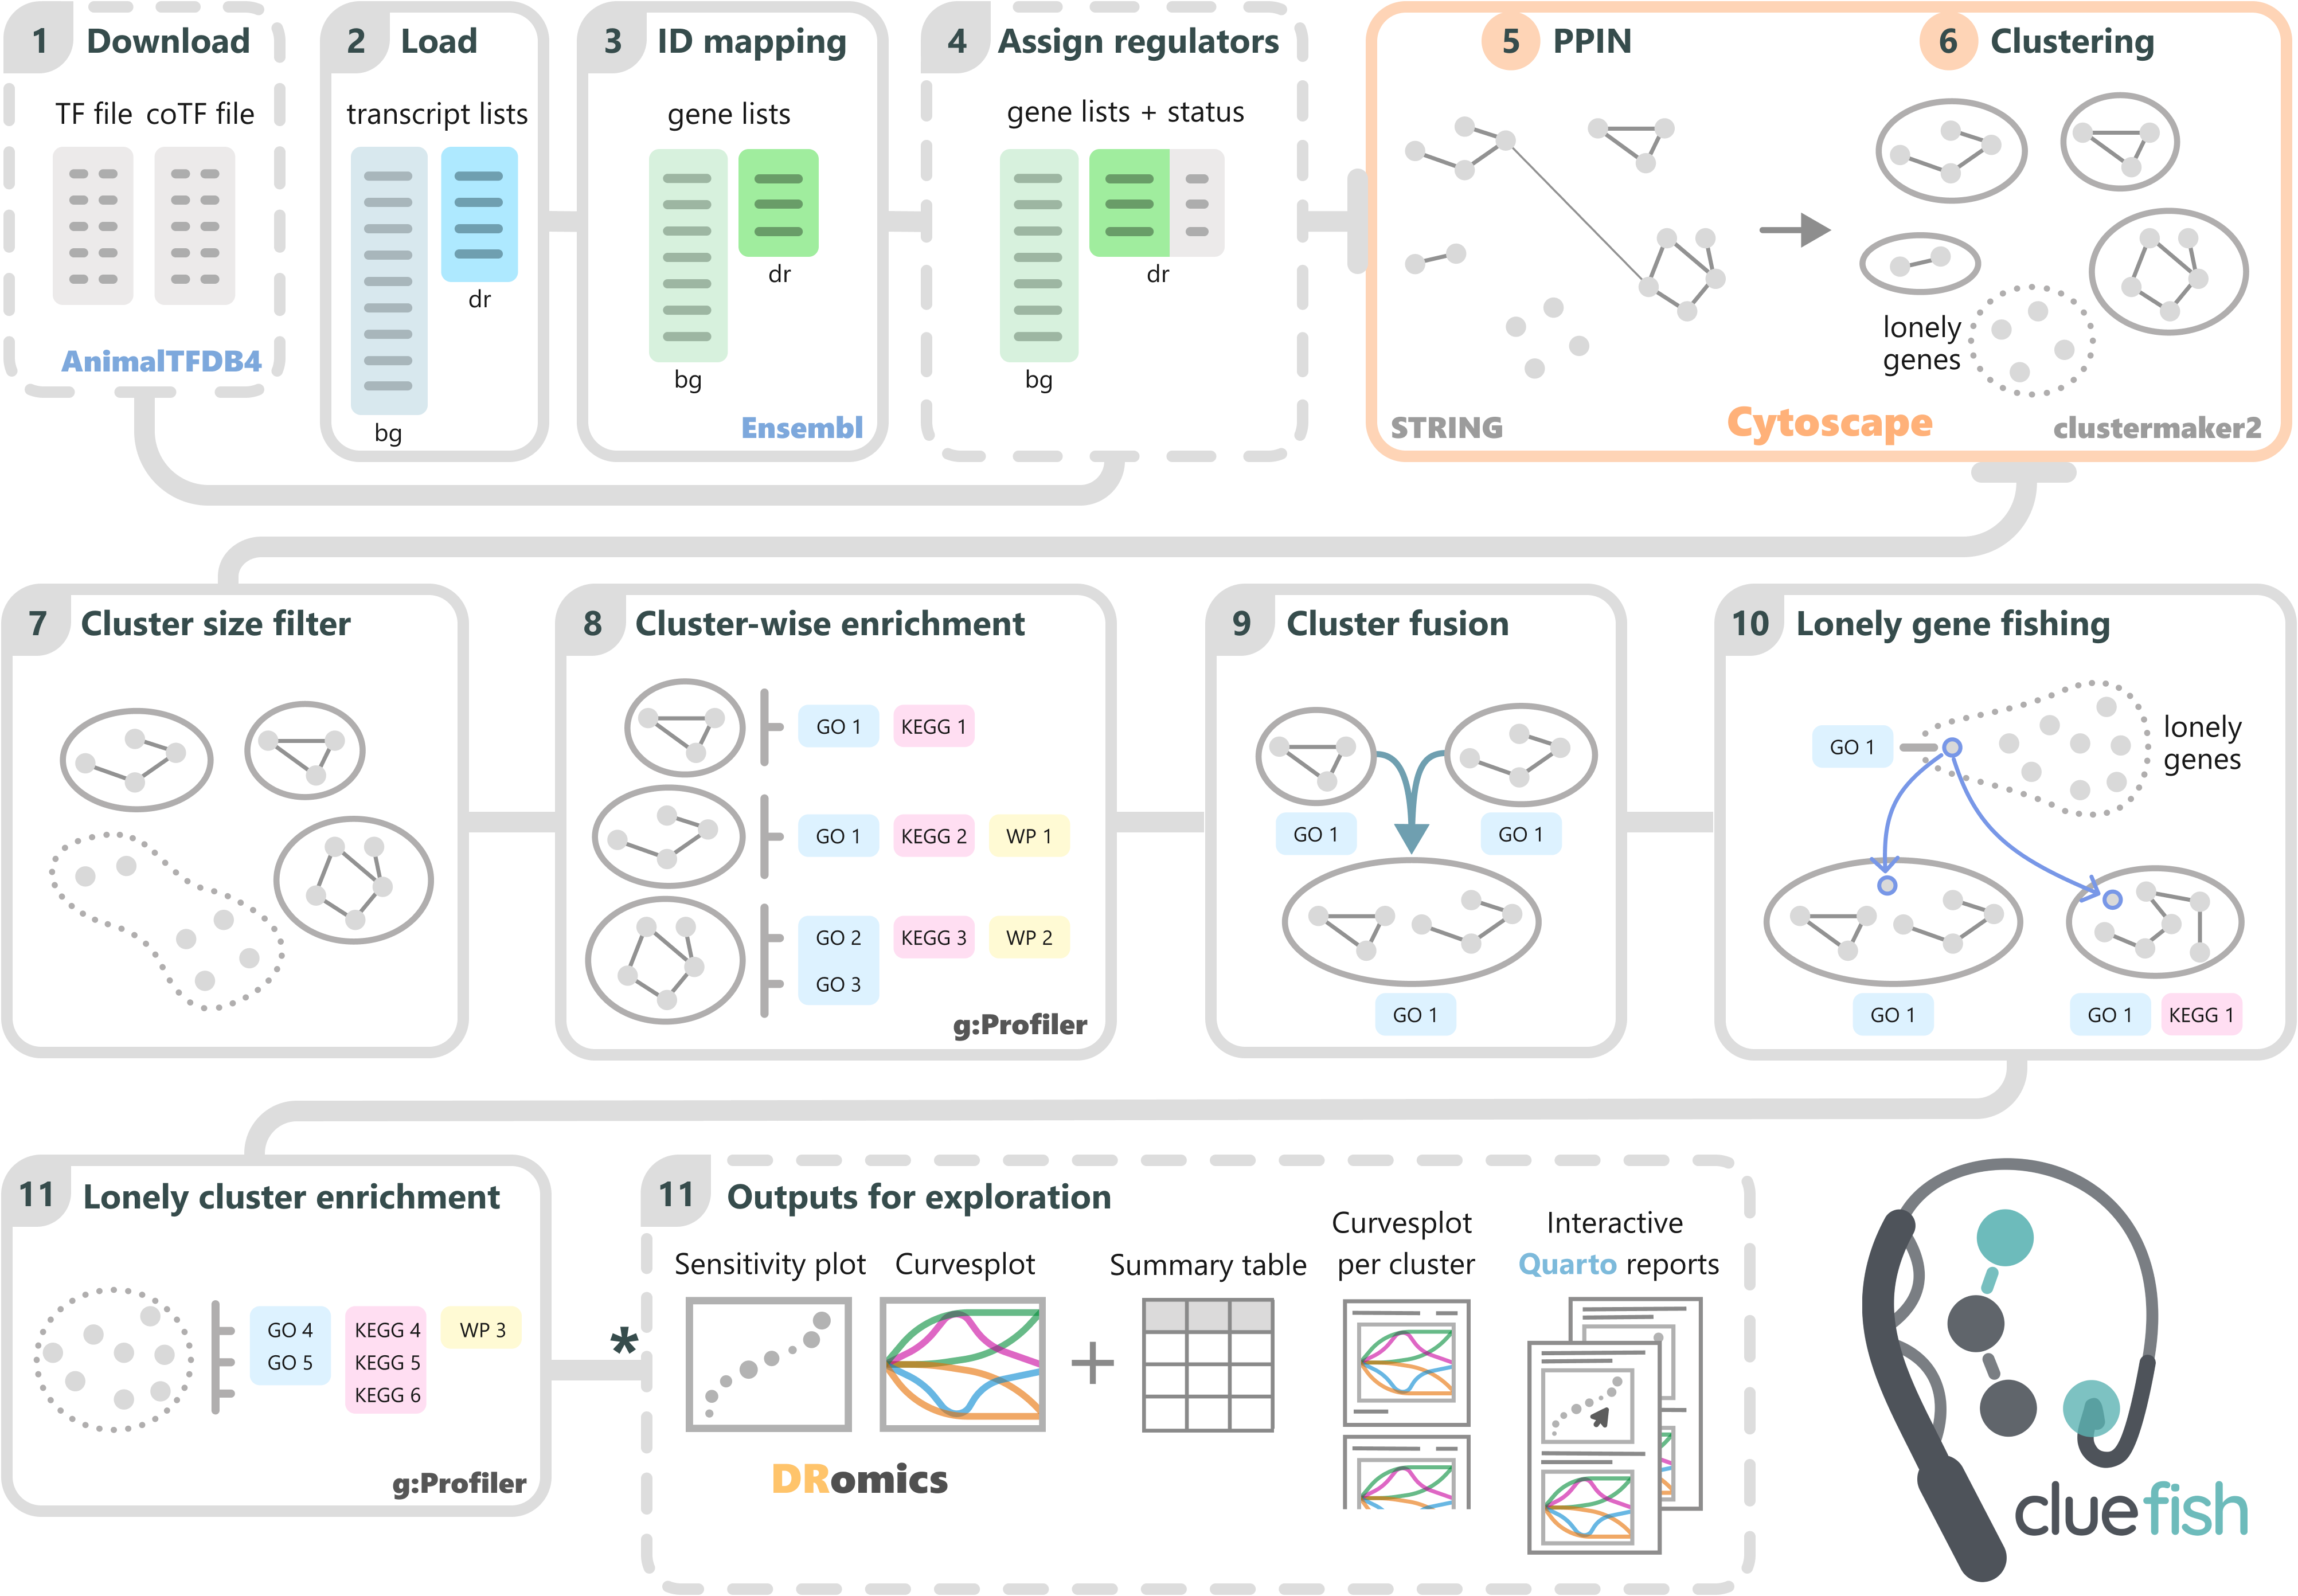 1 Download
TF file coTF file
AnimalTFDB4
2 Load
transcript lists
dr
bg
3 ID mapping
gene lists
dr
bg
Ensembl
4 Assign regulators
gene lists + status
dr
bg
5 PPIN
6 Clustering
lonely
genes
STRING
Cytoscape
clustermaker2
7 Cluster size filter
8 Cluster-wise enrichment
GO 1 KEGG 1
GO 1 KEGG 2 WP 1
GO 2 KEGG 3 WP 2
GO 3
g:Profiler
9 Cluster fusion
GO 1 GO 1
GO 1
10 Lonely gene fishing
GO 1
lonely
genes
GO 1 GO 1 KEGG 1
11 Lonely cluster enrichment
GO 4 KEGG 4 WP 3
GO 5 KEGG 5
KEGG 6
g:Profiler
*
11 Outputs for exploration
Sensitivity plot
Curvesplot
DRomics
+
Summary table
Curvesplot
per cluster
Interactive
Quarto reports
cluefish